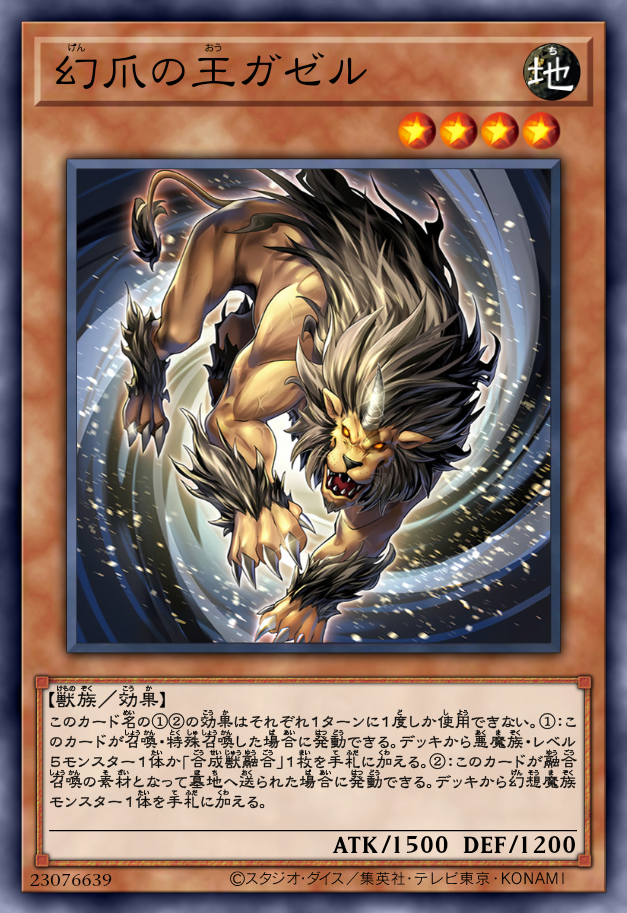 幻爪の王ガゼル
地
【獣族／効果】
このカード名の①②の効果はそれぞれ１ターンに１度しか使用できない。①：こ
のカードが召喚・特殊召喚した場合に発動できる。デッキから悪魔族・レベル
５モンスター１体か「合成獣融合」１枚を手札に加える。②：このカードが融合
召喚の素材となって墓地へ送られた場合に発動できる。デッキから幻想魔族
モンスター１体を手札に加える。
ATK/1500 DEF/1200
23076639
©スタジオ・ダイス／集英社・テレビ東京・KONAMI